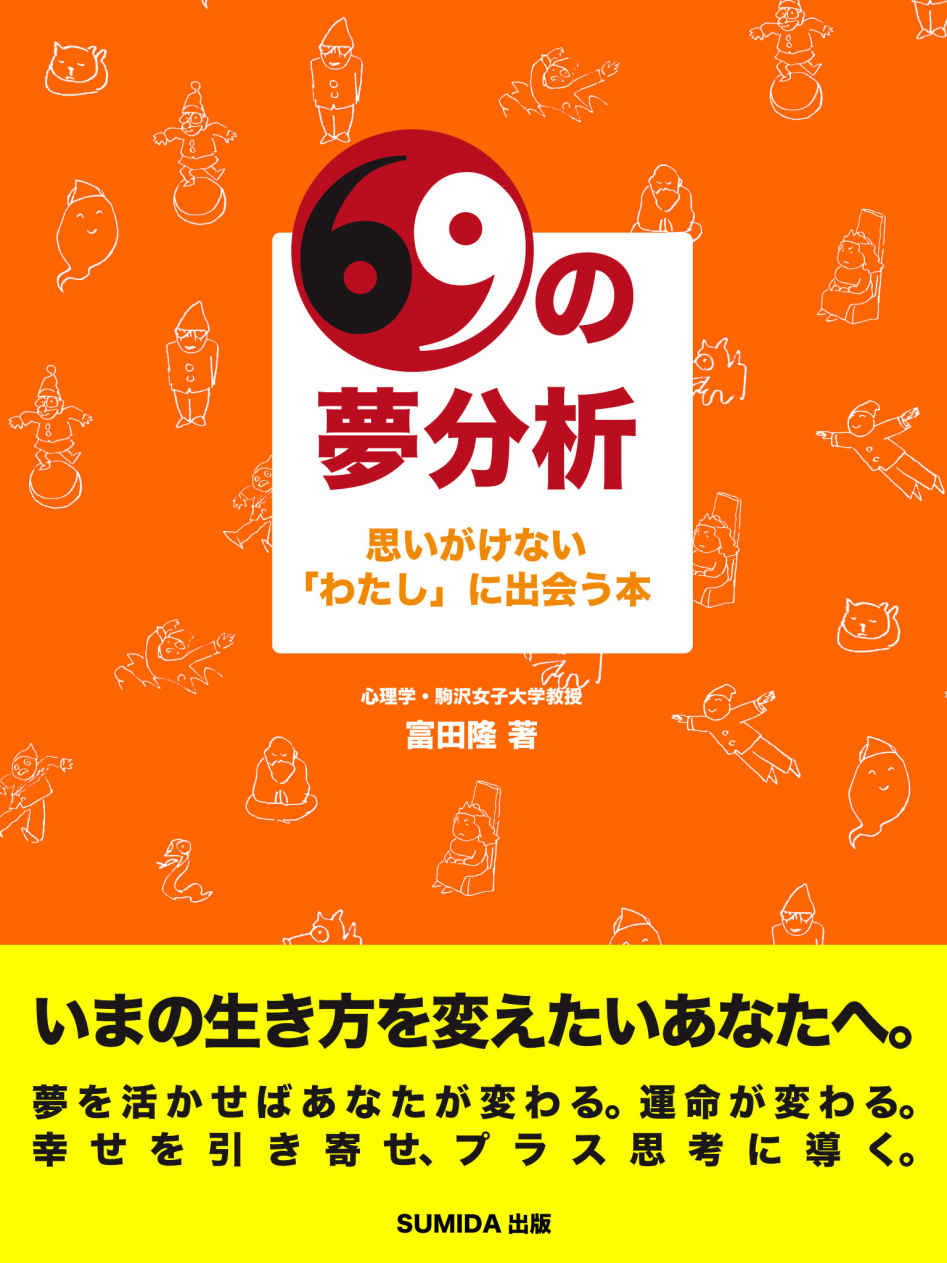 69の
夢分析
思いがけない
「わたし」に出会う本
心理学・駒沢女子大学教授
富田隆 著
いまの生き方を変えたいあなたへ。
夢を活かせばあなたが変わる。運命が変わる。
幸せを引き寄せ、プラス思考に導く。
SUMIDA 出版